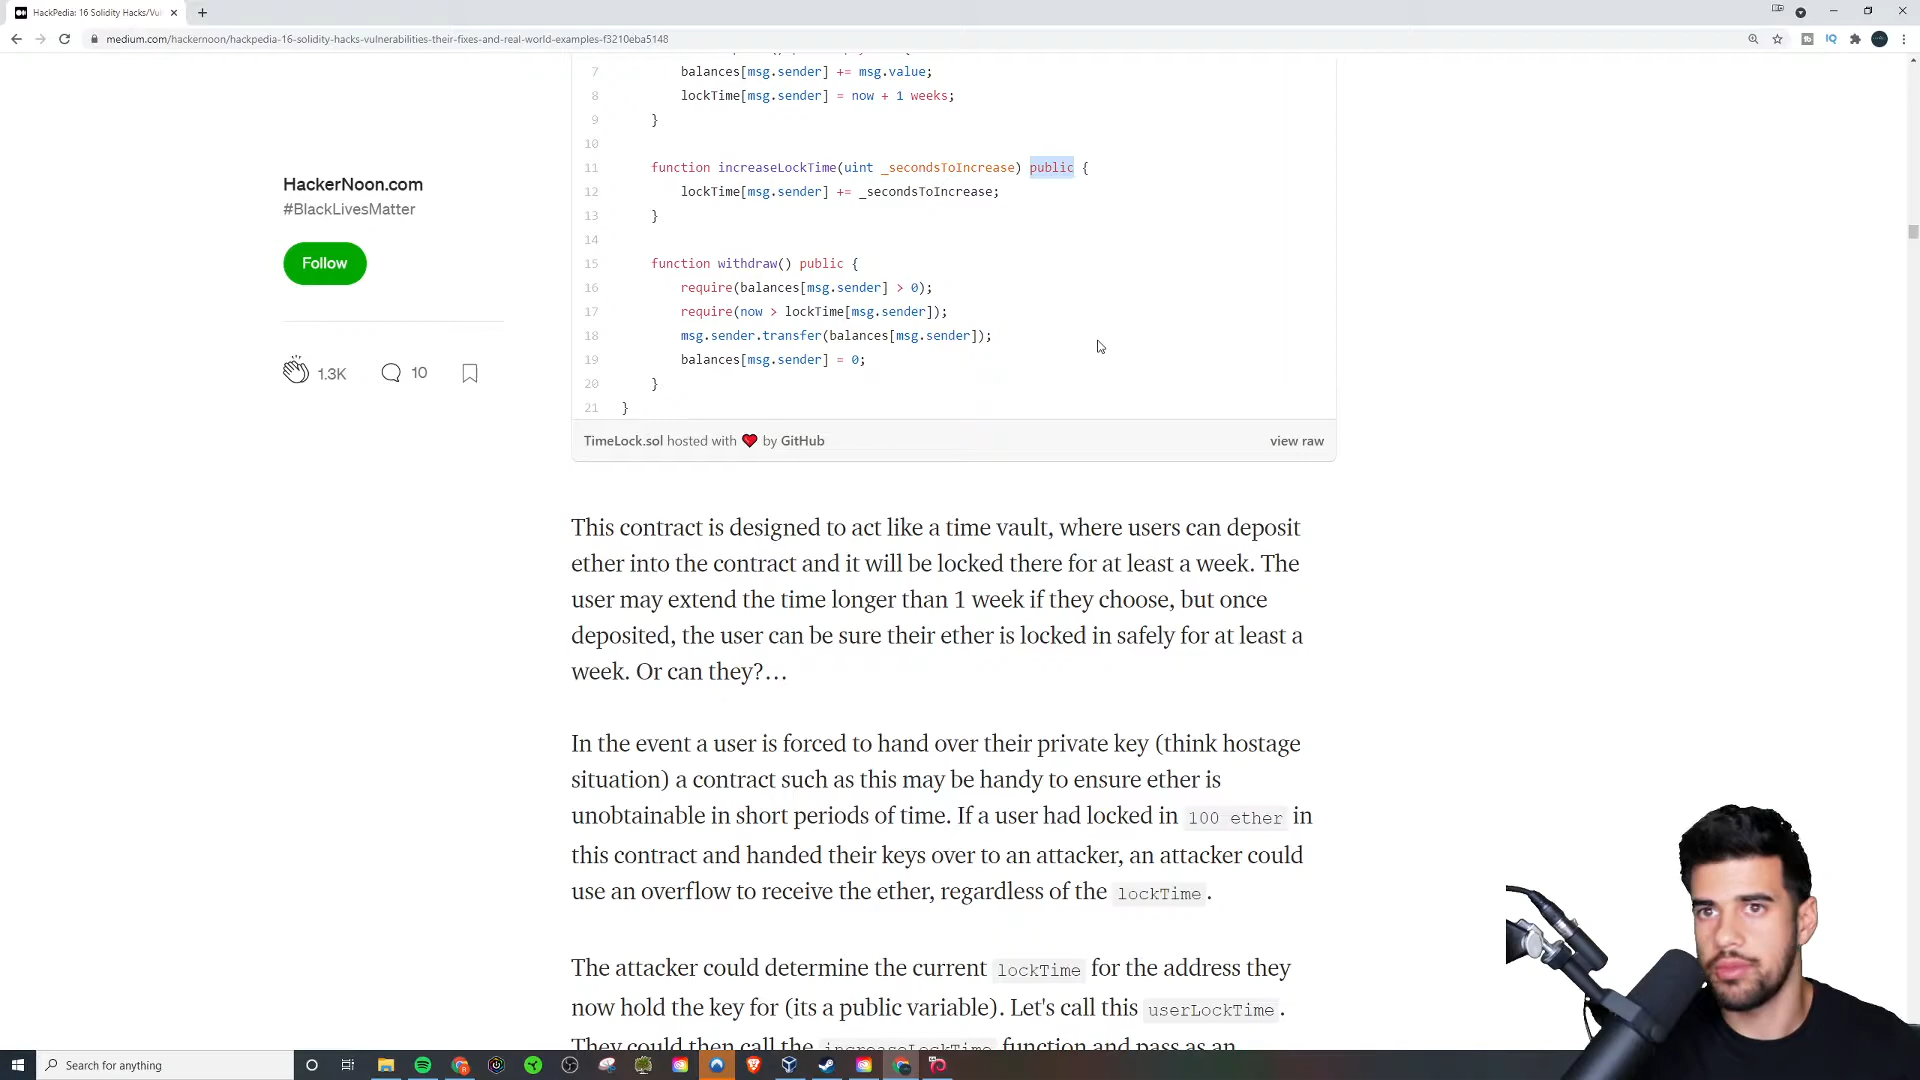 HackPedia: 16 Solidity Hacks/Vul
medium.com/hackernoon/hackpedia-16-solidity-hacks-vulnerabilities-their-fixes-and-real-world-examples-f3210eba5148
7 balances[msg.sender] += msg.value;
8 lockTime[msg.sender] = now + 1 weeks;
9 }
10
11 function increaseLockTime(uint _secondsToIncrease) public {
12 lockTime[msg.sender] += _secondsToIncrease;
13 }
14
15 function withdraw() public {
16 require(balances[msg.sender] > 0);
17 require(now > lockTime[msg.sender]);
18 msg.sender.transfer(balances[msg.sender]);
19 balances[msg.sender] = 0;
20 }
21 }
TimeLock.sol hosted with ❤ by GitHub view raw
HackerNoon.com
#BlackLivesMatter
Follow
1.3K 10
This contract is designed to act like a time vault, where users can deposit
ether into the contract and it will be locked there for at least a week. The
user may extend the time longer than 1 week if they choose, but once
deposited, the user can be sure their ether is locked in safely for at least a
week. Or can they?…
In the event a user is forced to hand over their private key (think hostage
situation) a contract such as this may be handy to ensure ether is
unobtainable in short periods of time. If a user had locked in 100 ether in
this contract and handed their keys over to an attacker, an attacker could
use an overflow to receive the ether, regardless of the lockTime.
The attacker could determine the current lockTime for the address they
now hold the key for (its a public variable). Let's call this userLockTime.
They could then call the increaseLockTime function and pass as an
Search for anything